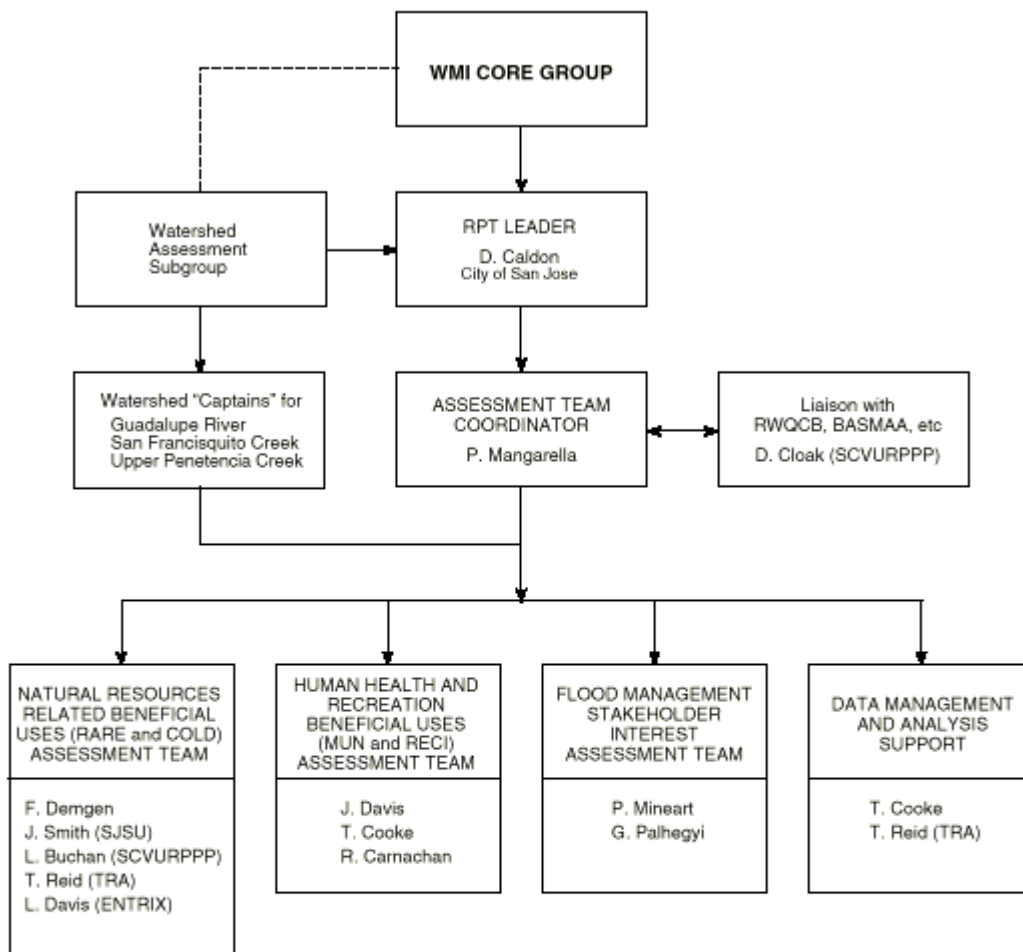 WMI CORE GROUP
Watershed
Assessment
Subgroup
RPT LEADER
D. Caldon
City of San Jose
Watershed “Captains” for
Guadalupe River
San Francisquito Creek
Upper Penetencia Creek
ASSESSMENT TEAM
COORDINATOR
P. Mangarella
Liaison with
RWQCB, BASMAA, etc
D. Cloak (SCVURPPP)
NATURAL RESOURCES
RELATED BENEFICIAL
USES (RARE and COLD)
ASSESSMENT TEAM
F. Demgen
J. Smith (SJSU)
L. Buchan (SCVURPPP)
T. Reid (TRA)
L. Davis (ENTRIX)
HUMAN HEALTH AND
RECREATION
BENEFICIAL USES
(MUN and RECI)
ASSESSMENT TEAM
J. Davis
T. Cooke
R. Carnachan
FLOOD MANAGEMENT
STAKEHOLDER
INTEREST
ASSESSMENT TEAM
P. Mineart
G. Palhegyi
DATA MANAGEMENT
AND ANALYSIS
SUPPORT
T. Cooke
T. Reid (TRA)